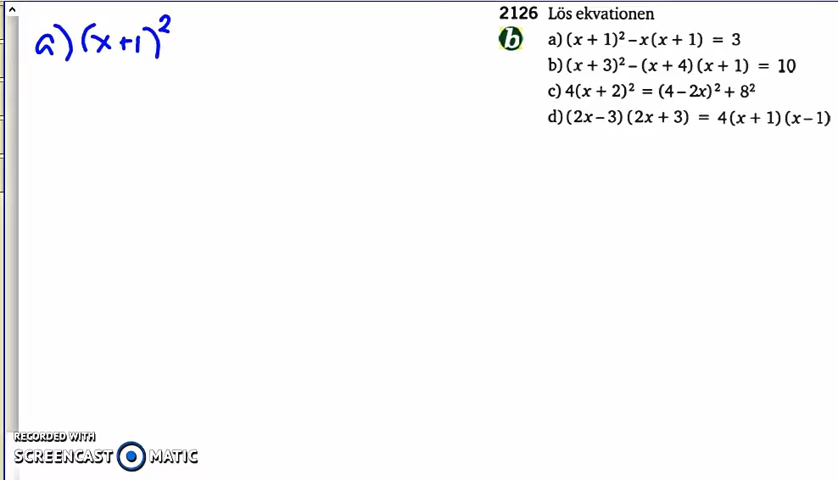 a) (x+1)²
2126 Lös ekvationen
b a) (x + 1)² – x(x + 1) = 3
b) (x + 3)² – (x + 4) (x + 1) = 10
c) 4(x + 2)² = (4 – 2x)² + 8²
d) (2x – 3) (2x + 3) = 4(x + 1) (x – 1)
RECORDED WITH
SCREENCAST MATIC